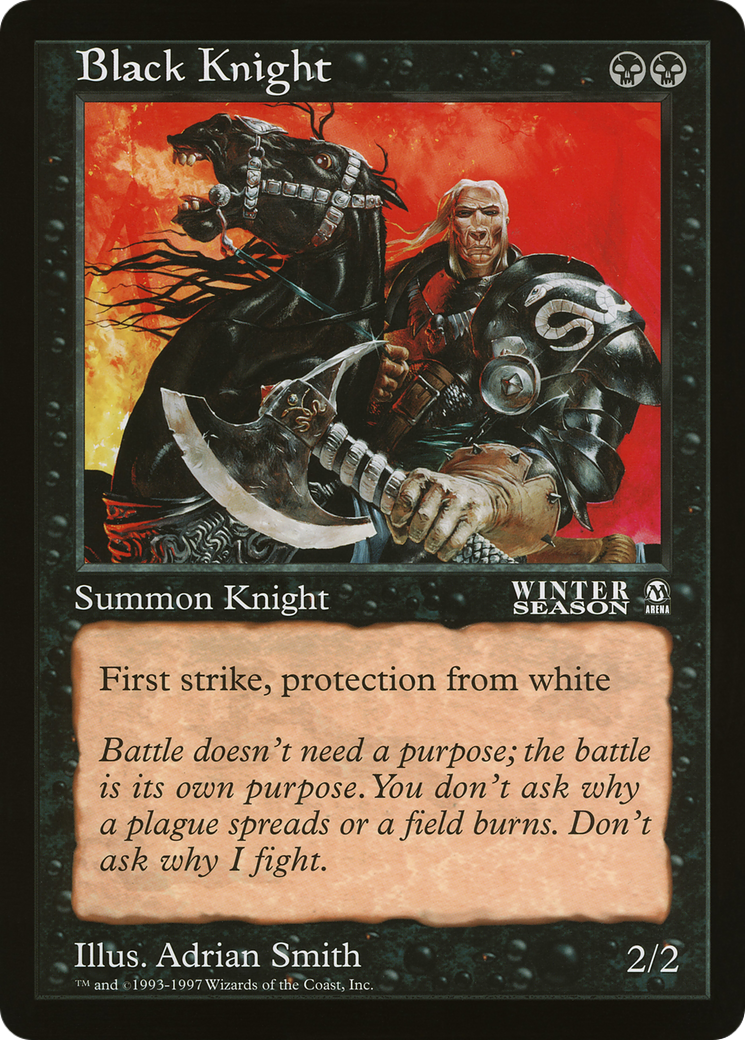 Black Knight
Summon Knight
WINTER
SEASON
ARENA
First strike, protection from white
Battle doesn't need a purpose; the battle
is its own purpose. You don't ask why
a plague spreads or a field burns. Don't
ask why I fight.
Illus. Adrian Smith
2/2
™ and ©1993-1997 Wizards of the Coast, Inc.